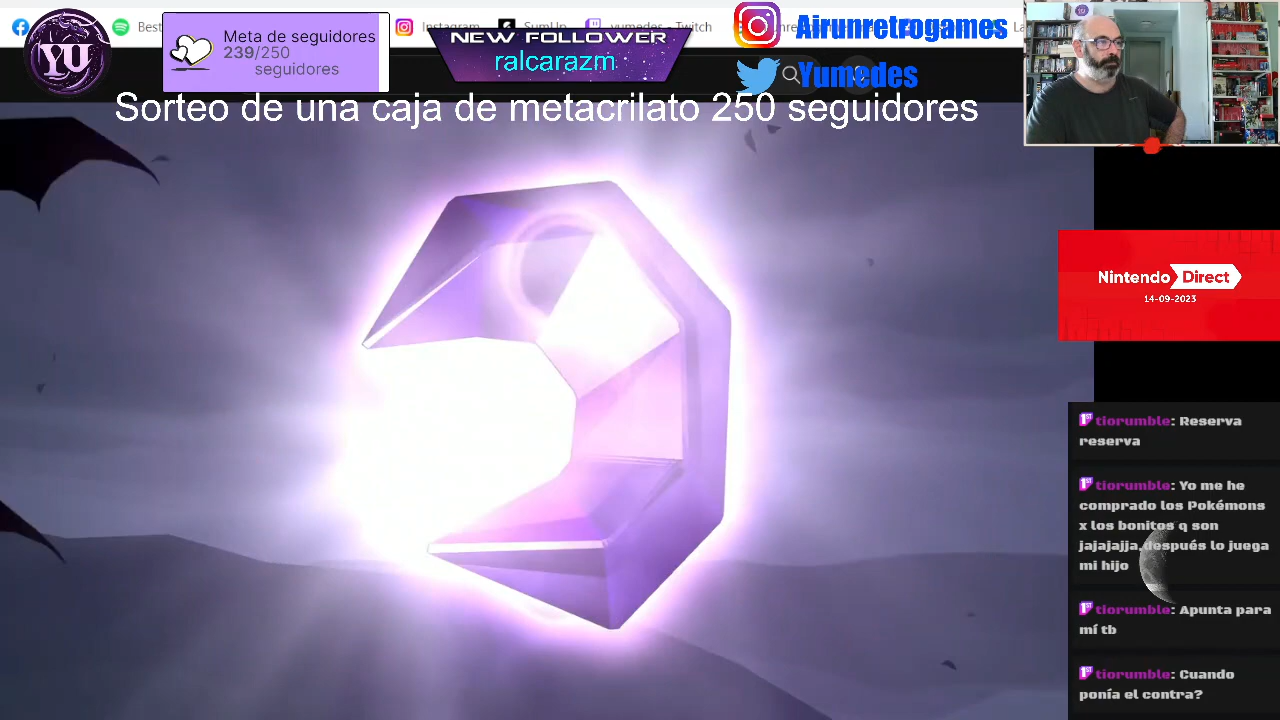 Best
Instagram
SumUp
yumedes - Twitch
YU
Meta de seguidores
239/250
seguidores
NEW FOLLOWER
ralcarazm
Airunretrogames
Yumedes
Sorteo de una caja de metacrilato 250 seguidores
Nintendo Direct
14-09-2023
tiorumble: Reserva
reserva
tiorumble: Yo me he
comprado los Pokémons
x los bonitos q son
jajajajja,después lo juega
mi hijo
tiorumble: Apunta para
mí tb
tiorumble: Cuando
ponía el contra?